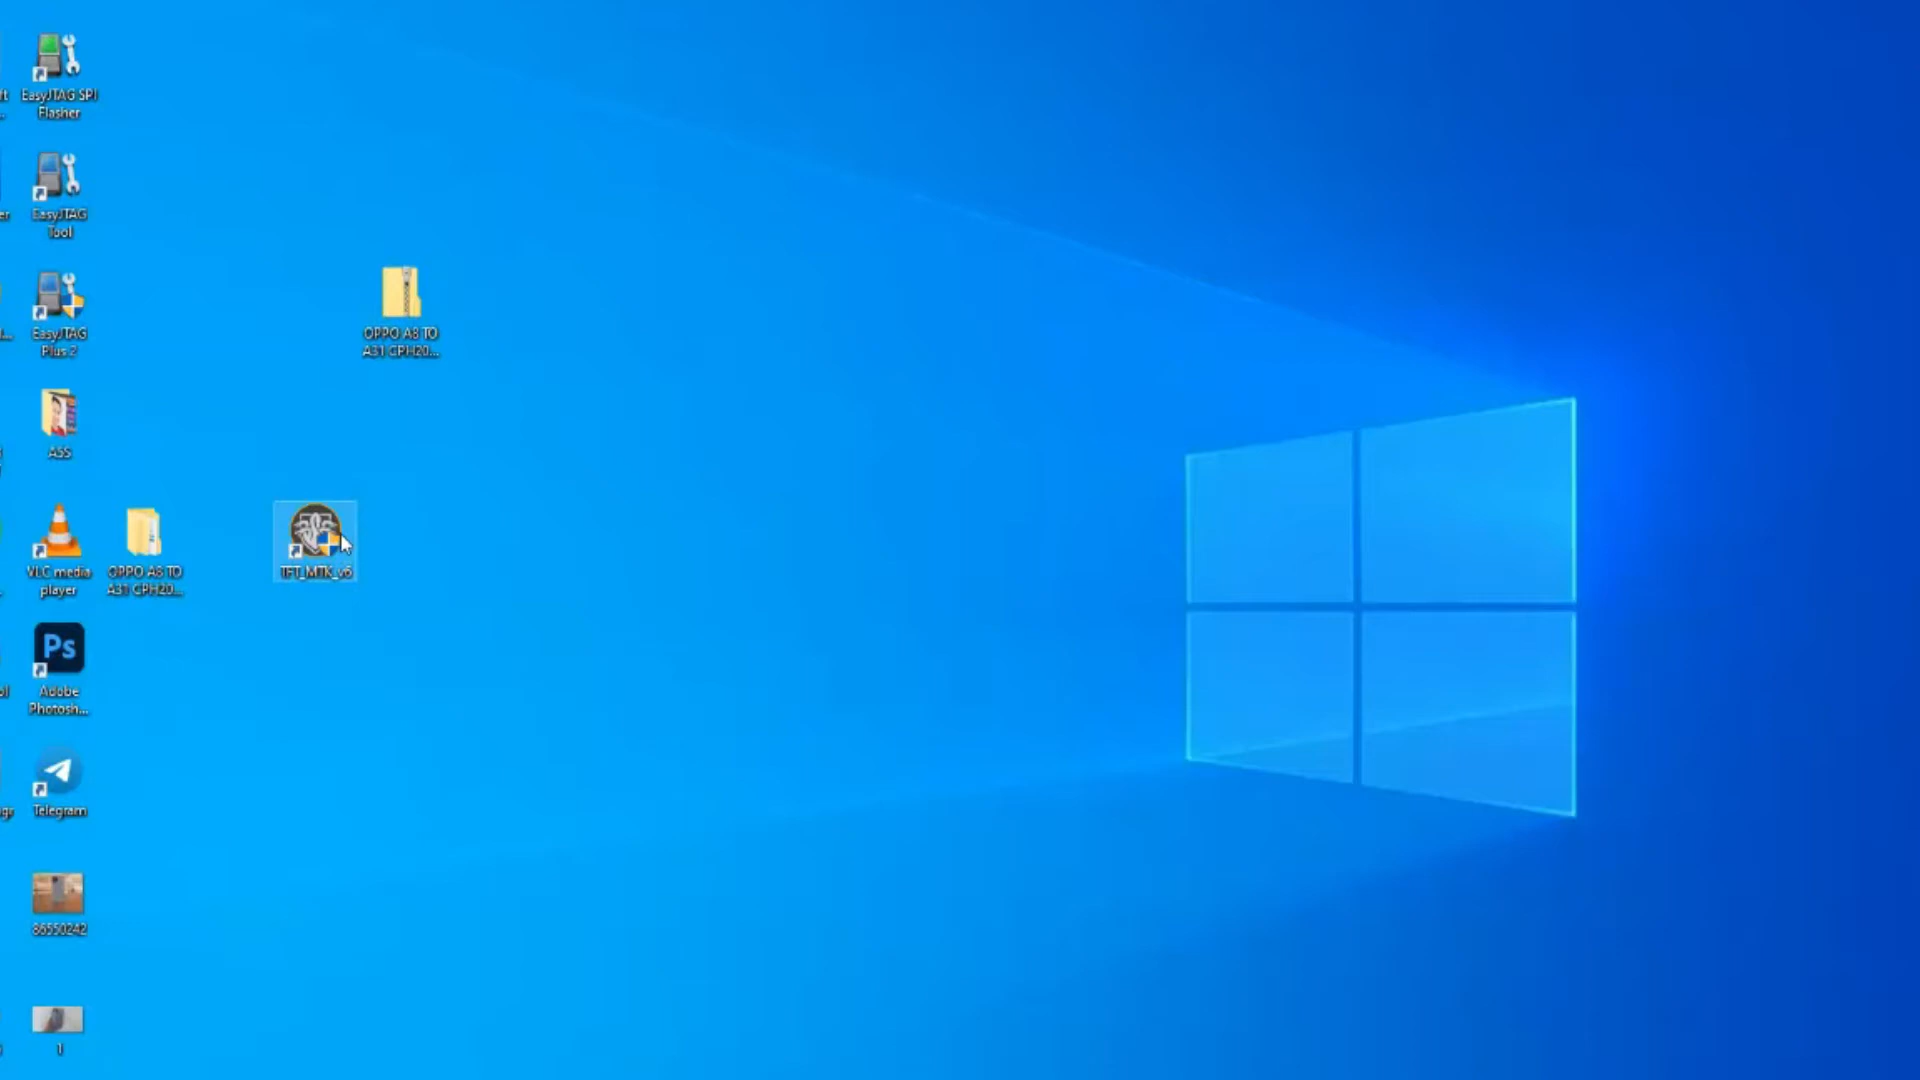 EasyJTAG SPI
Flasher
EasyJTAG
Tool
EasyJTAG
Plus 2
ASS
VLC media
player
OPPO A8 TO
A31 CPH20...
TFT_MTK_v6
OPPO A8 TO
A31 CPH20...
Ps
Adobe
Photosh...
Telegram
86550242
1